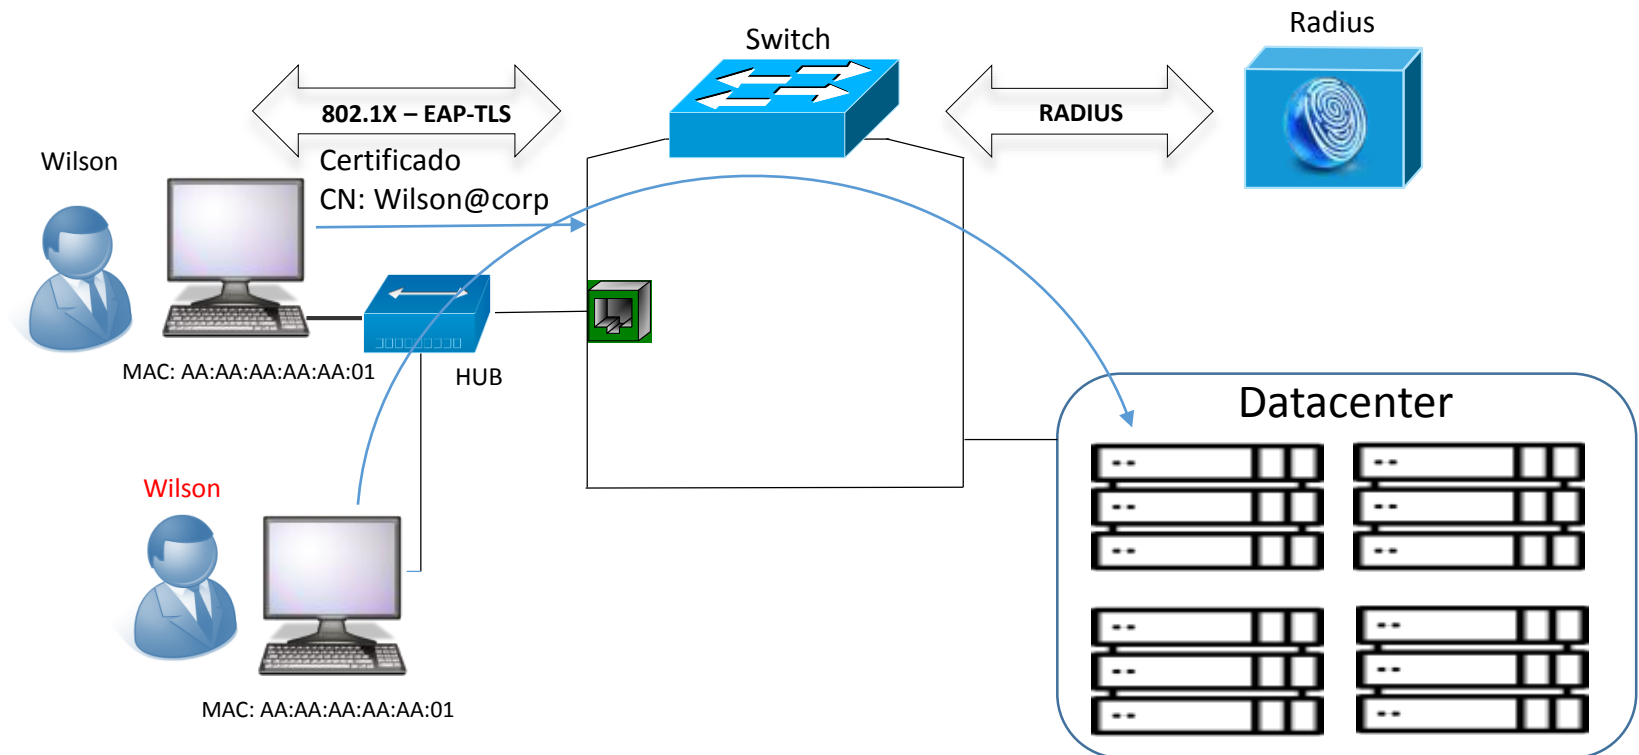 Radius
Switch
802.1X – EAP-TLS
RADIUS
Wilson
Certificado
CN: Wilson@corp
MAC: AA:AA:AA:AA:AA:01
HUB
Datacenter
Wilson
MAC: AA:AA:AA:AA:AA:01